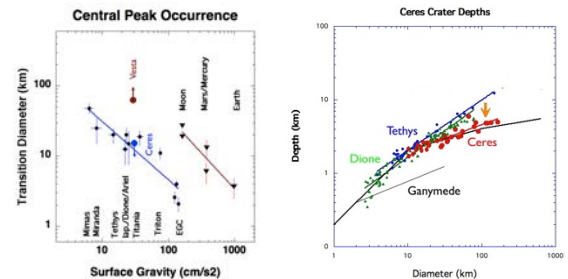 Central Peak Occurrence
Transition Diameter (km)
100
10
1
Vesta
Ceres
Moon
Mars/Mercury
Earth
Mimas
Miranda
Tethys
Iap./Dione/Ariel
Titania
Triton
EGC
10
100
1000
Surface Gravity (cm/s2)
Ceres Crater Depths
Depth (km)
100
10
1
Tethys
Dione
Ceres
Ganymede
1
10
100
1000
Diameter (km)